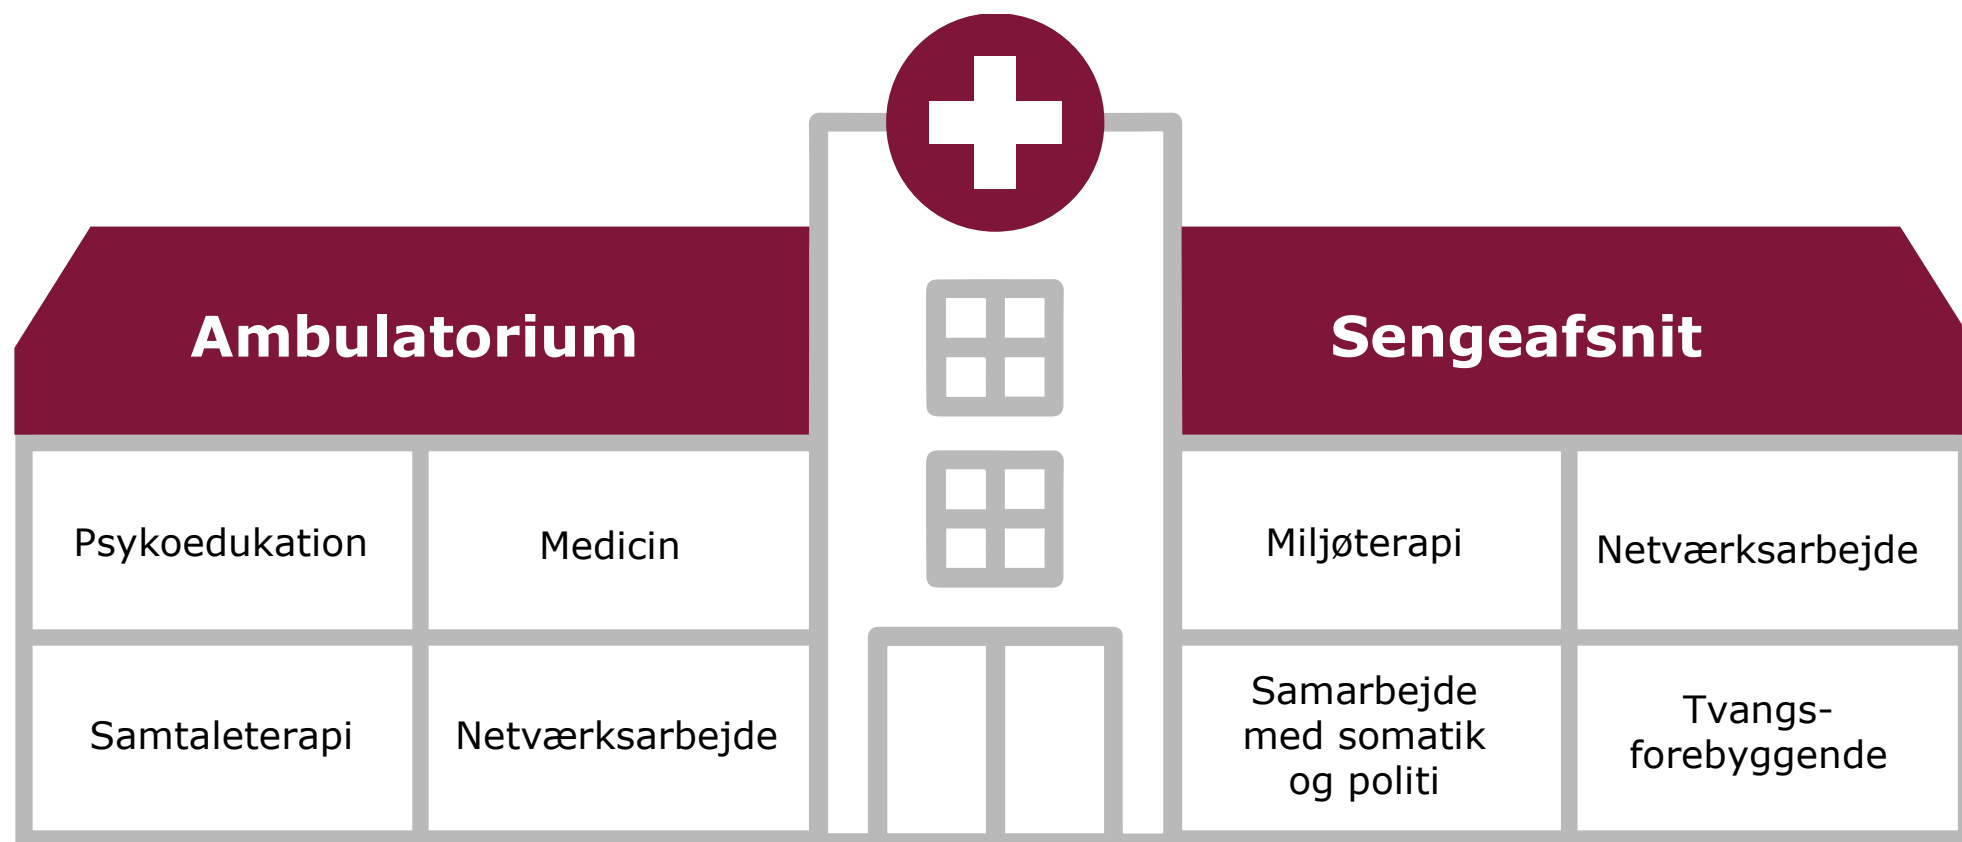 Ambulatorium
Sengeafsnit
Psykoedukation
Medicin
Miljøterapi
Netværksarbejde
Samtaleterapi
Netværksarbejde
Samarbejde
med somatik
og politi
Tvangs-
forebyggende